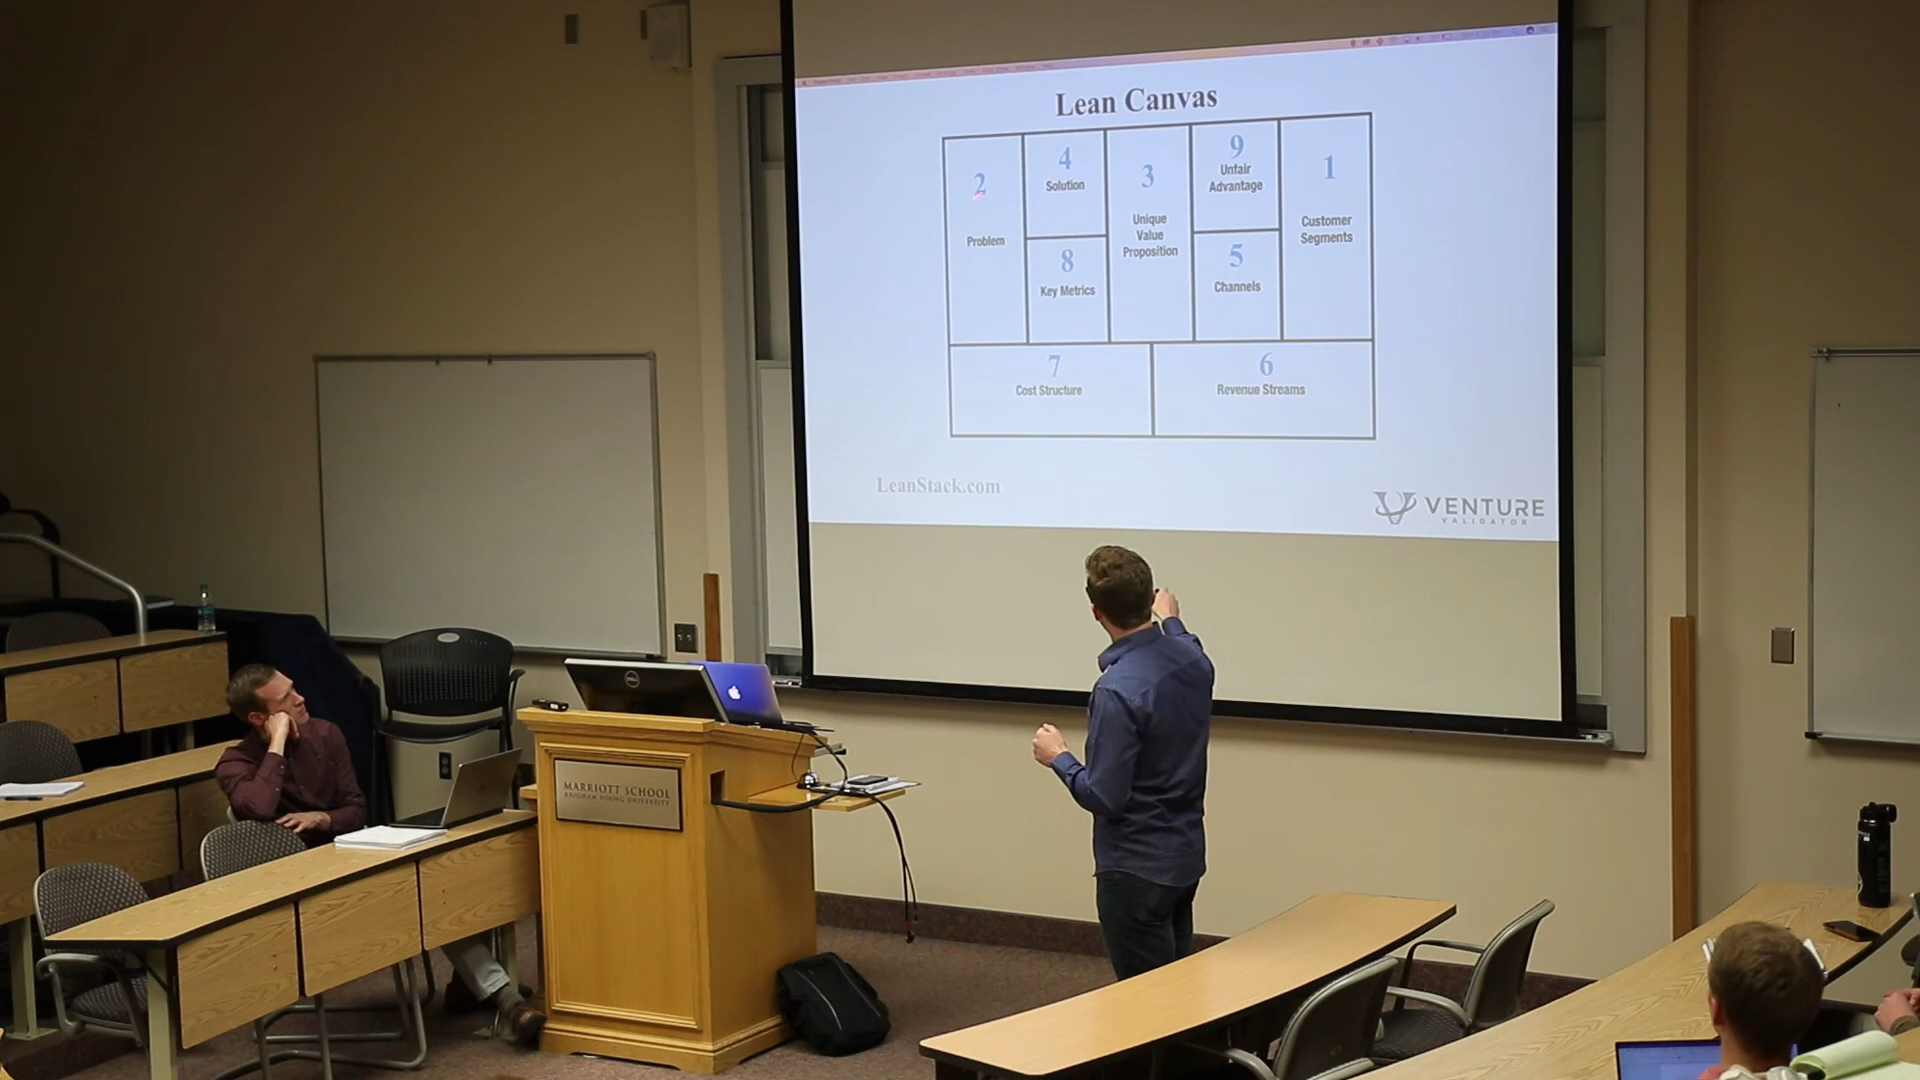 Lean Canvas
2
Problem
4
Solution
8
Key Metrics
3
Unique
Value
Proposition
9
Unfair
Advantage
5
Channels
1
Customer
Segments
7
Cost Structure
6
Revenue Streams
LeanStack.com
VENTURE
VALIDATOR
DELL
MARRIOTT SCHOOL
BRIGHAM YOUNG UNIVERSITY